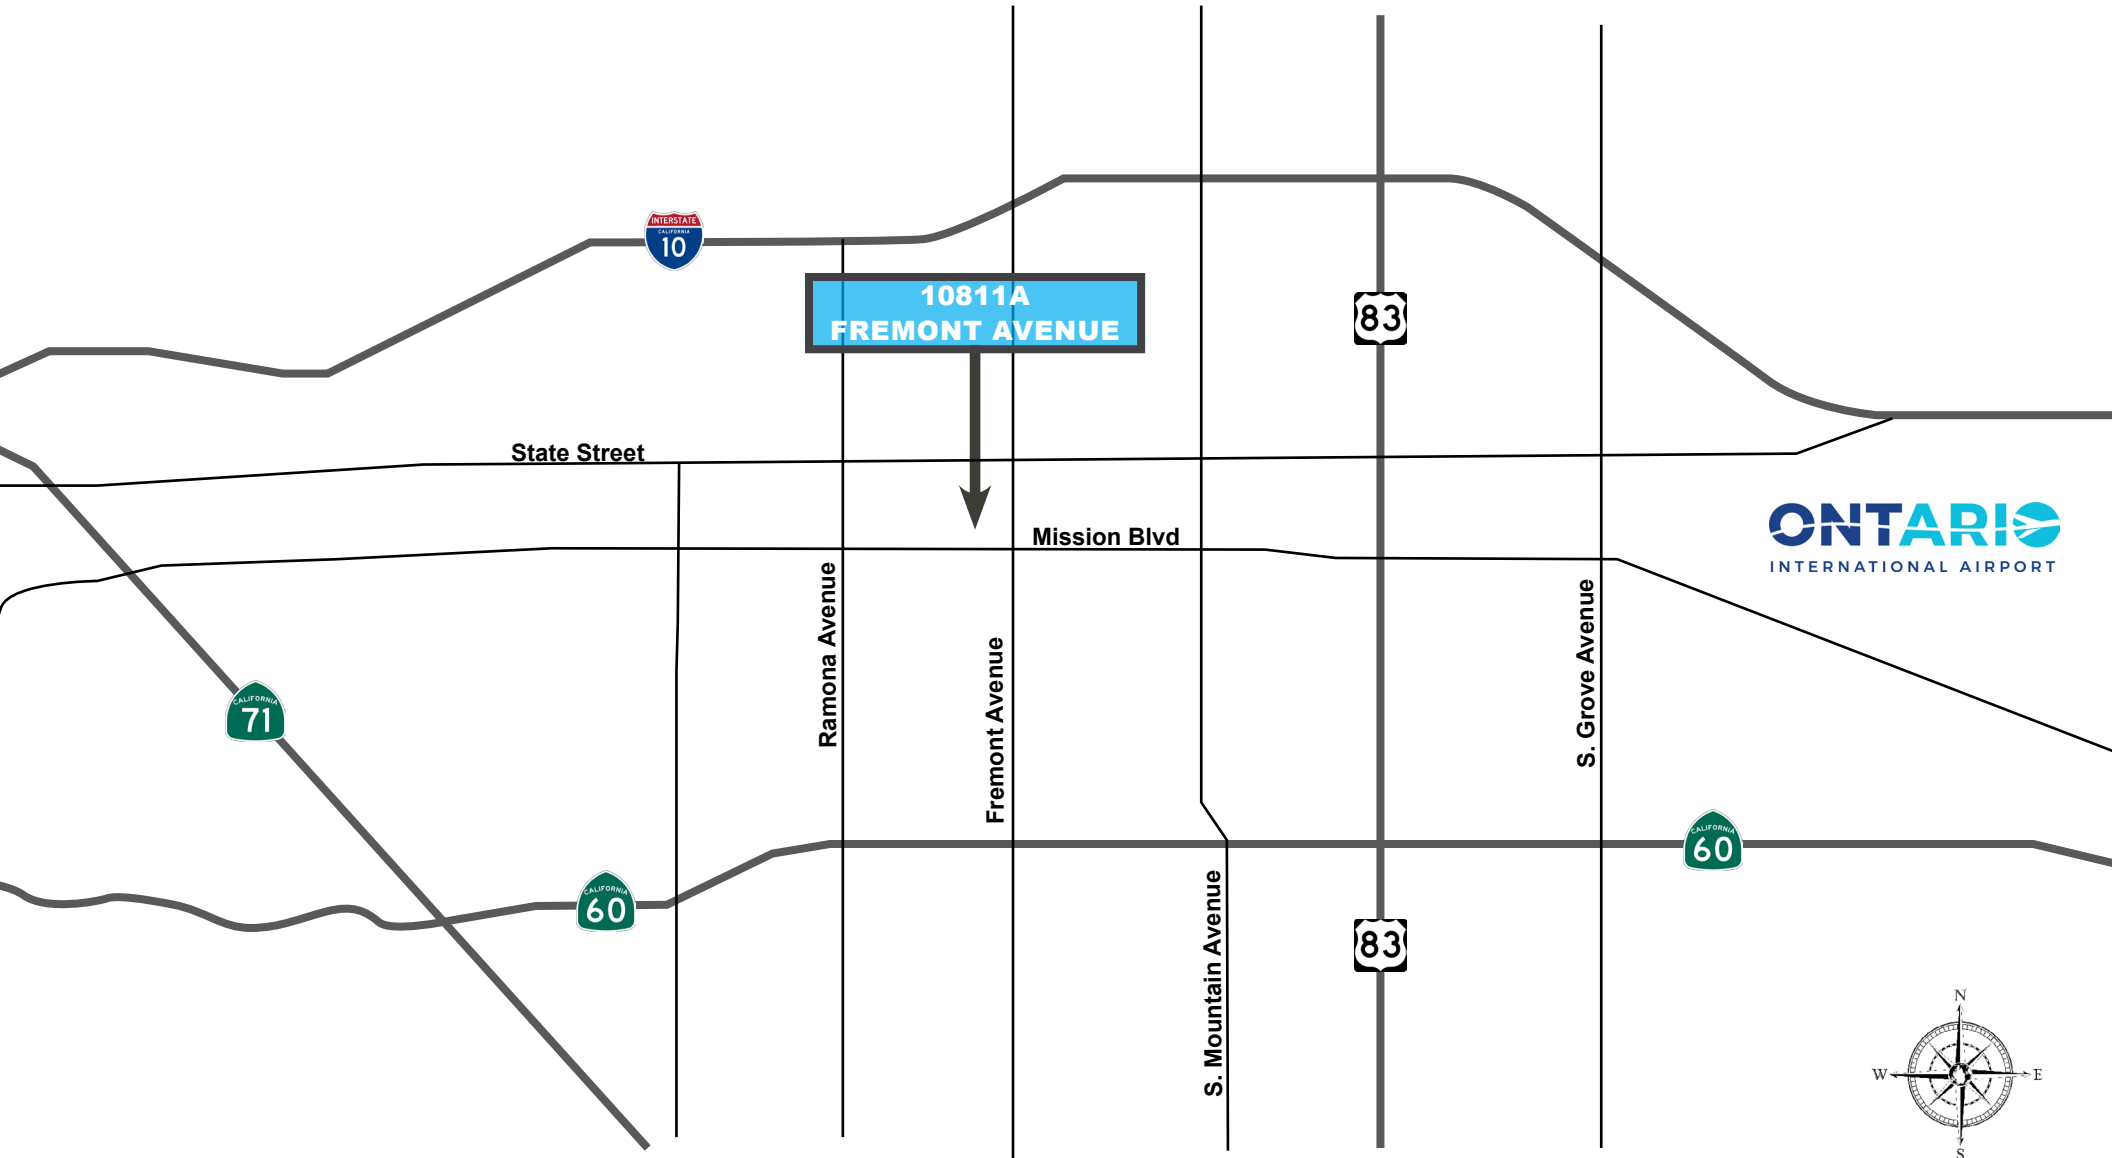 INTERSTATE
CALIFORNIA
10
10811A
FREMONT AVENUE
83
State Street
Mission Blvd
ONTARIO
INTERNATIONAL AIRPORT
Ramona Avenue
Fremont Avenue
S. Grove Avenue
CALIFORNIA
71
CALIFORNIA
60
CALIFORNIA
60
S. Mountain Avenue
83
N
W
E
S